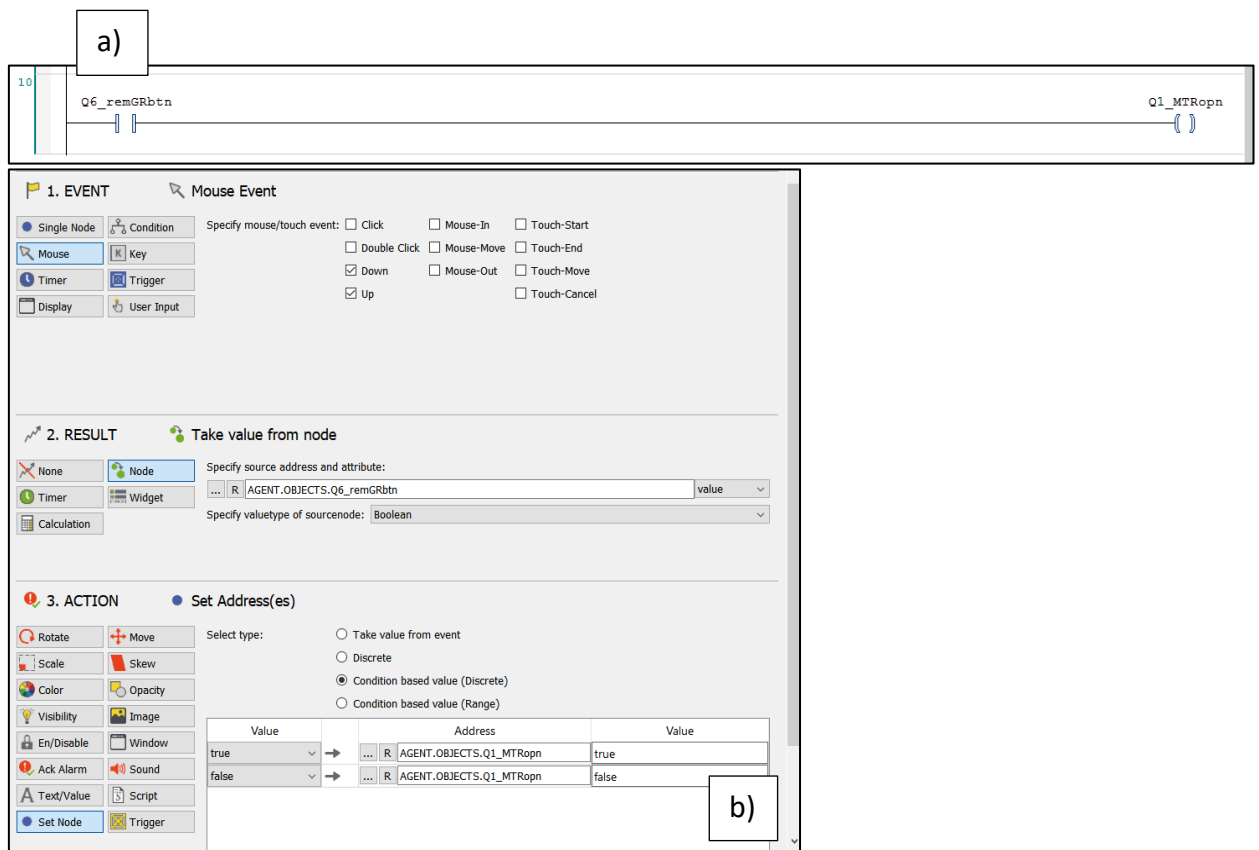 a)
10
Q6_remGRbtn Q1_MTRopn
1. EVENT Mouse Event
Single Node Condition Specify mouse/touch event: Click Mouse-In Touch-Start
Mouse K Key Double Click Mouse-Move Touch-End
Timer Trigger Down Mouse-Out Touch-Move
Display User Input Up Touch-Cancel
2. RESULT Take value from node
None Node Specify source address and attribute:
... R AGENT.OBJECTS.Q6_remGRbtn value
Timer Widget
Specify valuetype of sourcenode: Boolean
Calculation
3. ACTION Set Address(es)
Rotate Move Select type: Take value from event
Scale Skew Discrete
Color Opacity Condition based value (Discrete)
Visibility Image Condition based value (Range)
En/Disable Window Value Address Value
true ... R AGENT.OBJECTS.Q1_MTRopn true
Ack Alarm Sound false ... R AGENT.OBJECTS.Q1_MTRopn false
A Text/Value S Script
Set Node Trigger
b)